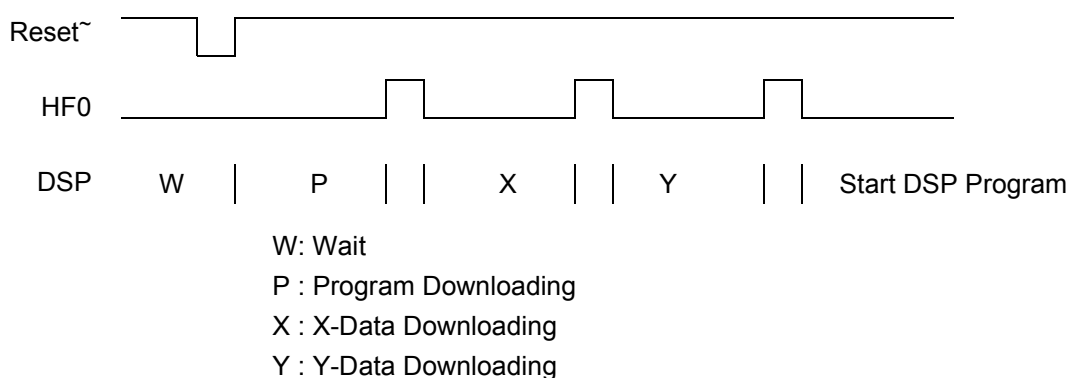 Reset~
HF0
DSP W P X Y Start DSP Program
W: Wait
P : Program Downloading
X : X-Data Downloading
Y : Y-Data Downloading